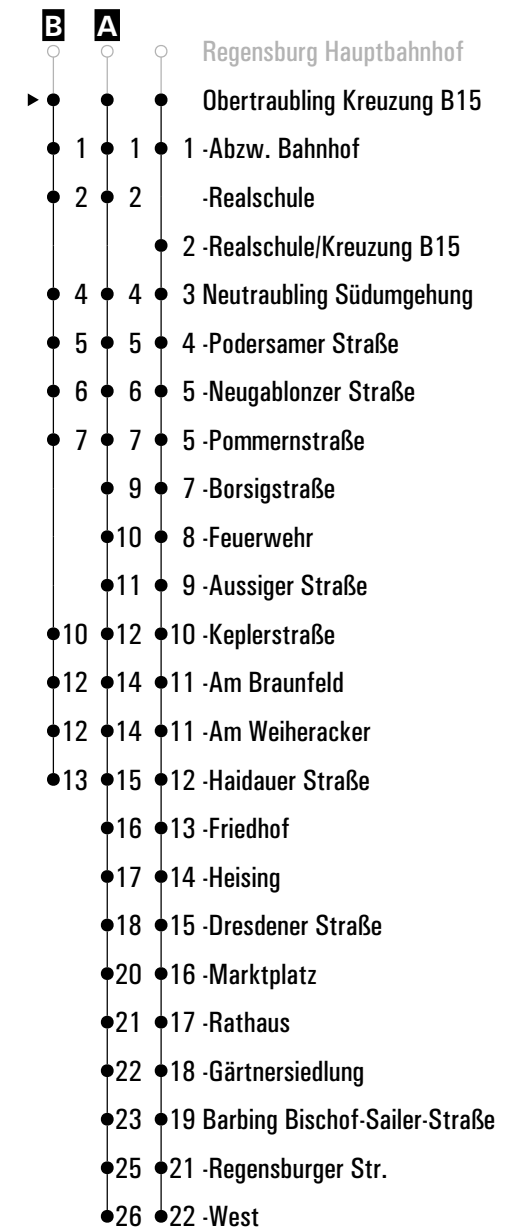 B A
Regensburg Hauptbahnhof
Obertraubling Kreuzung B15
1 1 1 -Abzw. Bahnhof
2 2 -Realschule
2 -Realschule/Kreuzung B15
4 4 3 Neutraubling Südumgehung
5 5 4 -Podersamer Straße
6 6 5 -Neugablonzer Straße
7 7 5 -Pommernstraße
9 7 -Borsigstraße
10 8 -Feuerwehr
11 9 -Aussiger Straße
10 12 10 -Keplerstraße
12 14 11 -Am Braunfeld
12 14 11 -Am Weiheracker
13 15 12 -Haidauer Straße
16 13 -Friedhof
17 14 -Heising
18 15 -Dresdener Straße
20 16 -Marktplatz
21 17 -Rathaus
22 18 -Gärtnersiedlung
23 19 Barbing Bischof-Sailer-Straße
25 21 -Regensburger Str.
26 22 -West